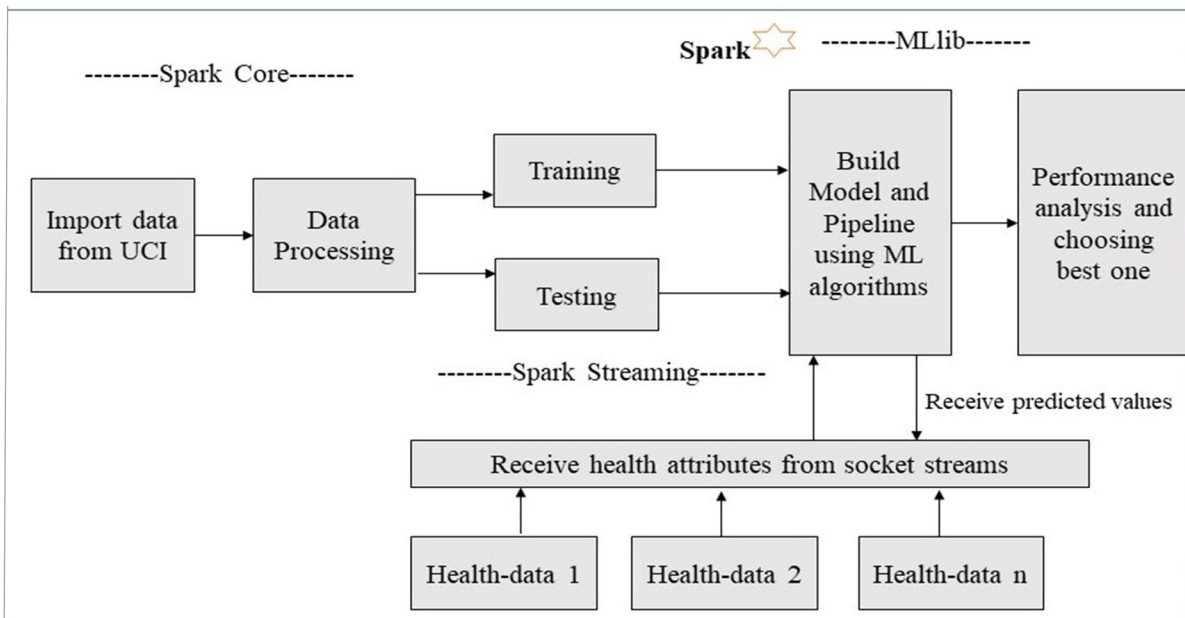 Spark
--------MLlib-------
--------Spark Core-------
Import data
from UCI
Data
Processing
Training
Testing
Build
Model and
Pipeline
using ML
algorithms
Performance
analysis and
choosing
best one
--------Spark Streaming-------
Receive predicted values
Receive health attributes from socket streams
Health-data 1
Health-data 2
Health-data n